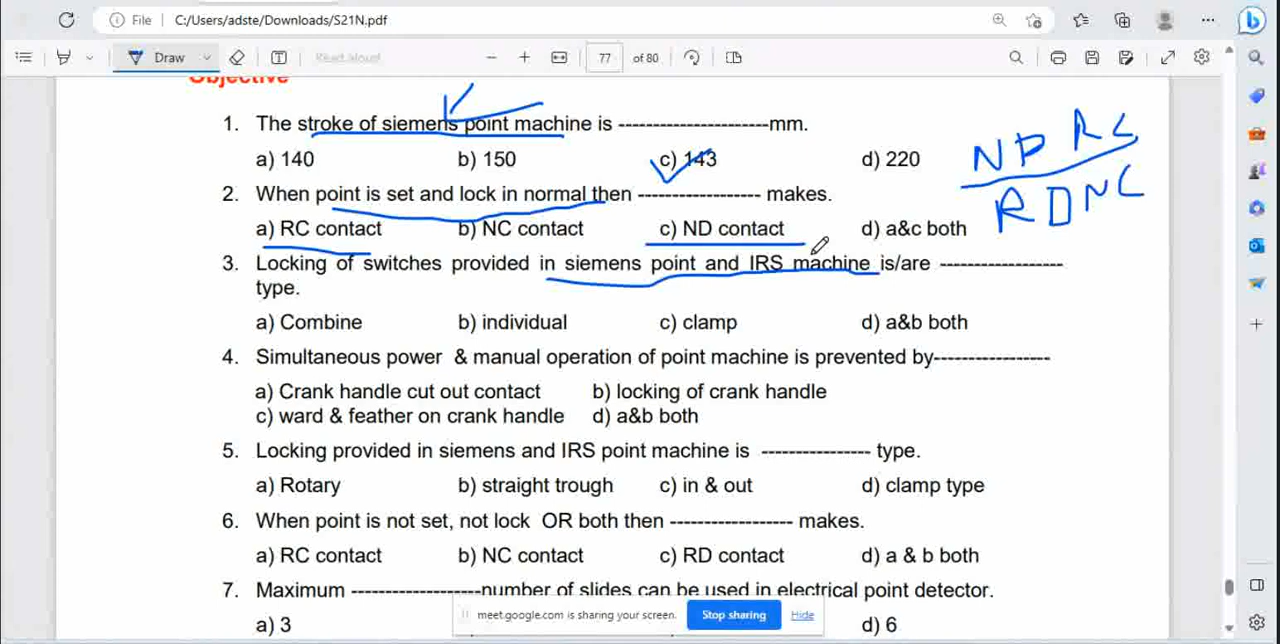 File C:/Users/adste/Downloads/S21N.pdf
Draw Read aloud 77 of 80
Objective
1. The stroke of siemens point machine is ----------------------mm.
a) 140 b) 150 c) 143 d) 220
2. When point is set and lock in normal then ------------------ makes.
a) RC contact b) NC contact c) ND contact d) a&c both
3. Locking of switches provided in siemens point and IRS machine is/are ------------------
type.
a) Combine b) individual c) clamp d) a&b both
4. Simultaneous power & manual operation of point machine is prevented by-----------------
a) Crank handle cut out contact b) locking of crank handle
c) ward & feather on crank handle d) a&b both
5. Locking provided in siemens and IRS point machine is ---------------- type.
a) Rotary b) straight trough c) in & out d) clamp type
6. When point is not set, not lock OR both then ------------------ makes.
a) RC contact b) NC contact c) RD contact d) a & b both
7. Maximum -------------------number of slides can be used in electrical point detector.
a) 3 d) 6
ND RC
RD NC
meet.google.com is sharing your screen. Stop sharing Hide